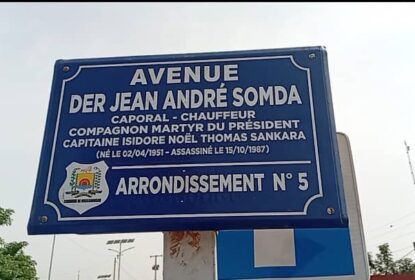 AVENUE
DER JEAN ANDRÉ SOMDA
CAPORAL - CHAUFFEUR
COMPAGNON MARTYR DU PRÉSIDENT
CAPITAINE ISIDORE NOËL THOMAS SANKARA
(NÉ LE 02/04/1951 - ASSASSINÉ LE 15/10/1987)
ARRONDISSEMENT N° 5